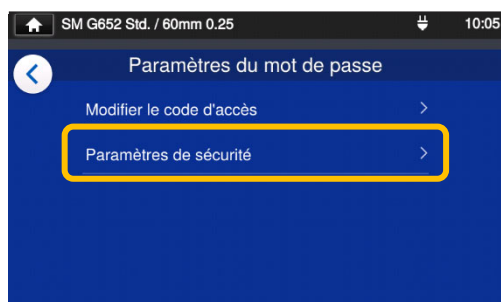 SM G652 Std. / 60mm 0.25 10:05
Paramètres du mot de passe
Modifier le code d'accès
Paramètres de sécurité